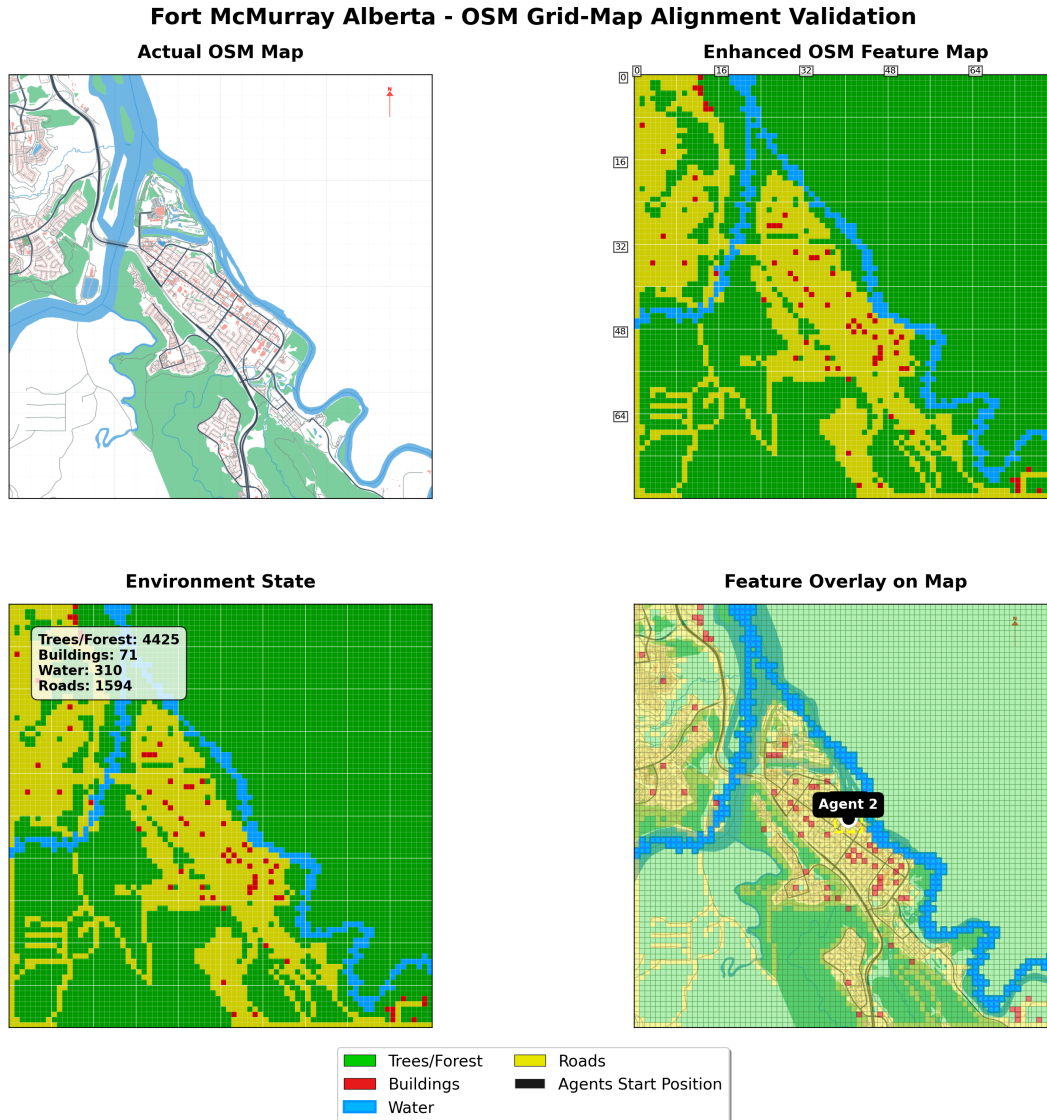 Fort McMurray Alberta - OSM Grid-Map Alignment Validation
Actual OSM Map
N
Enhanced OSM Feature Map
0 16 32 48 64
0
16
32
48
64
Environment State
Trees/Forest: 4425
Buildings: 71
Water: 310
Roads: 1594
Feature Overlay on Map
N
Agent 2
Trees/Forest
Buildings
Water
Roads
Agents Start Position